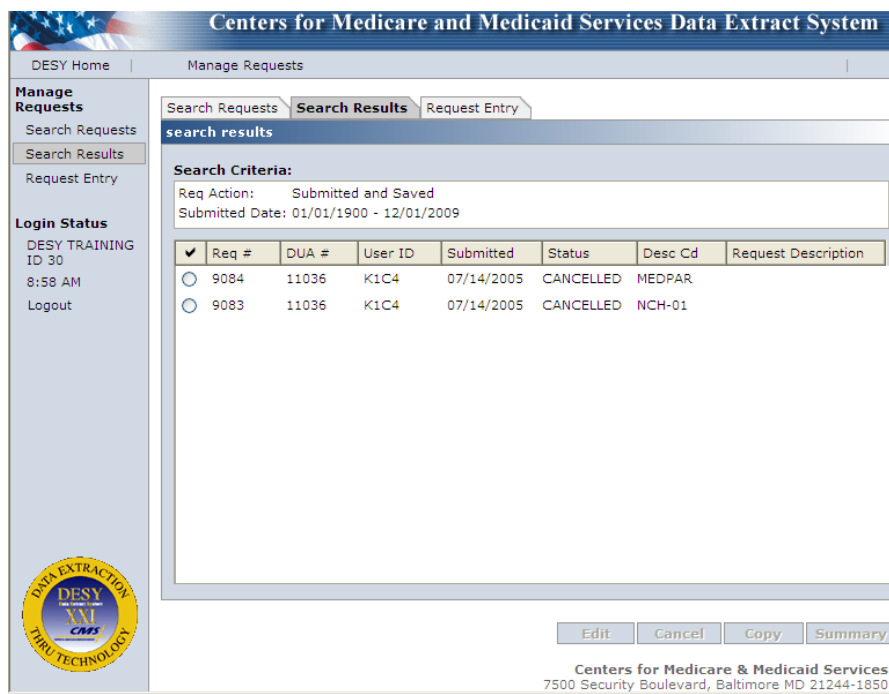 Centers for Medicare and Medicaid Services Data Extract System
DESY Home | Manage Requests |
Manage
Requests
Search Requests
Search Results
Request Entry
Login Status
DESY TRAINING
ID 30
8:58 AM
Logout
Search Requests Search Results Request Entry
search results
Search Criteria:
Req Action: Submitted and Saved
Submitted Date: 01/01/1900 - 12/01/2009
✔ Req # DUA # User ID Submitted Status Desc Cd Request Description
9084 11036 K1C4 07/14/2005 CANCELLED MEDPAR
9083 11036 K1C4 07/14/2005 CANCELLED NCH-01
DATA EXTRACTION
DESY
Data Extract System
XXI
CMS
THRU TECHNOLOGY
Edit Cancel Copy Summary
Centers for Medicare & Medicaid Services
7500 Security Boulevard, Baltimore MD 21244-1850